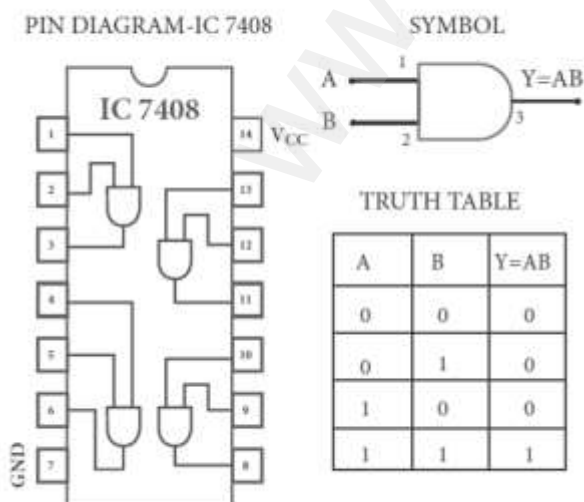 PIN DIAGRAM-IC 7408
SYMBOL
IC 7408
1
2
3
4
5
6
7
GND
14 VCC
13
12
11
10
9
8
A 1
B 2
3
Y=AB
TRUTH TABLE
A B Y=AB
0 0 0
0 1 0
1 0 0
1 1 1
www